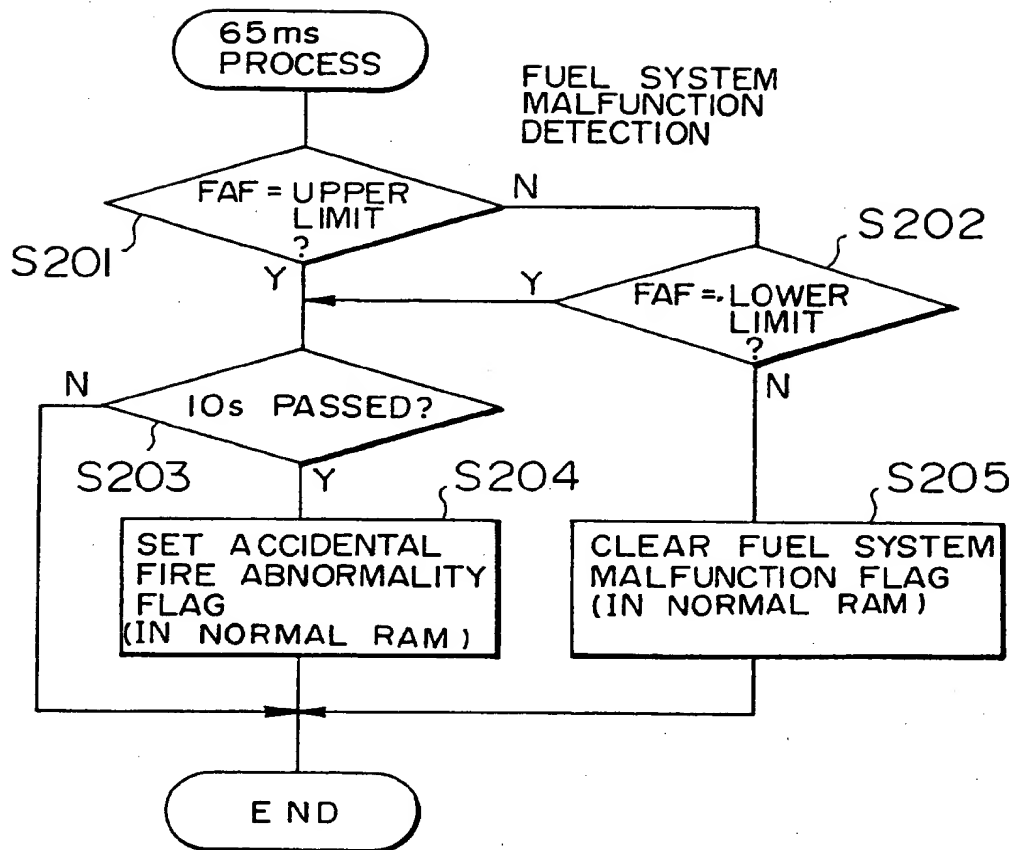 65ms
PROCESS
FUEL SYSTEM
MALFUNCTION
DETECTION
FAF = UPPER
LIMIT
?
N
S201
Y
S202
Y
FAF = LOWER
LIMIT
?
N
N
10s PASSED?
S203
Y
S204
S205
SET ACCIDENTAL
FIRE ABNORMALITY
FLAG
(IN NORMAL RAM)
CLEAR FUEL SYSTEM
MALFUNCTION FLAG
(IN NORMAL RAM)
END